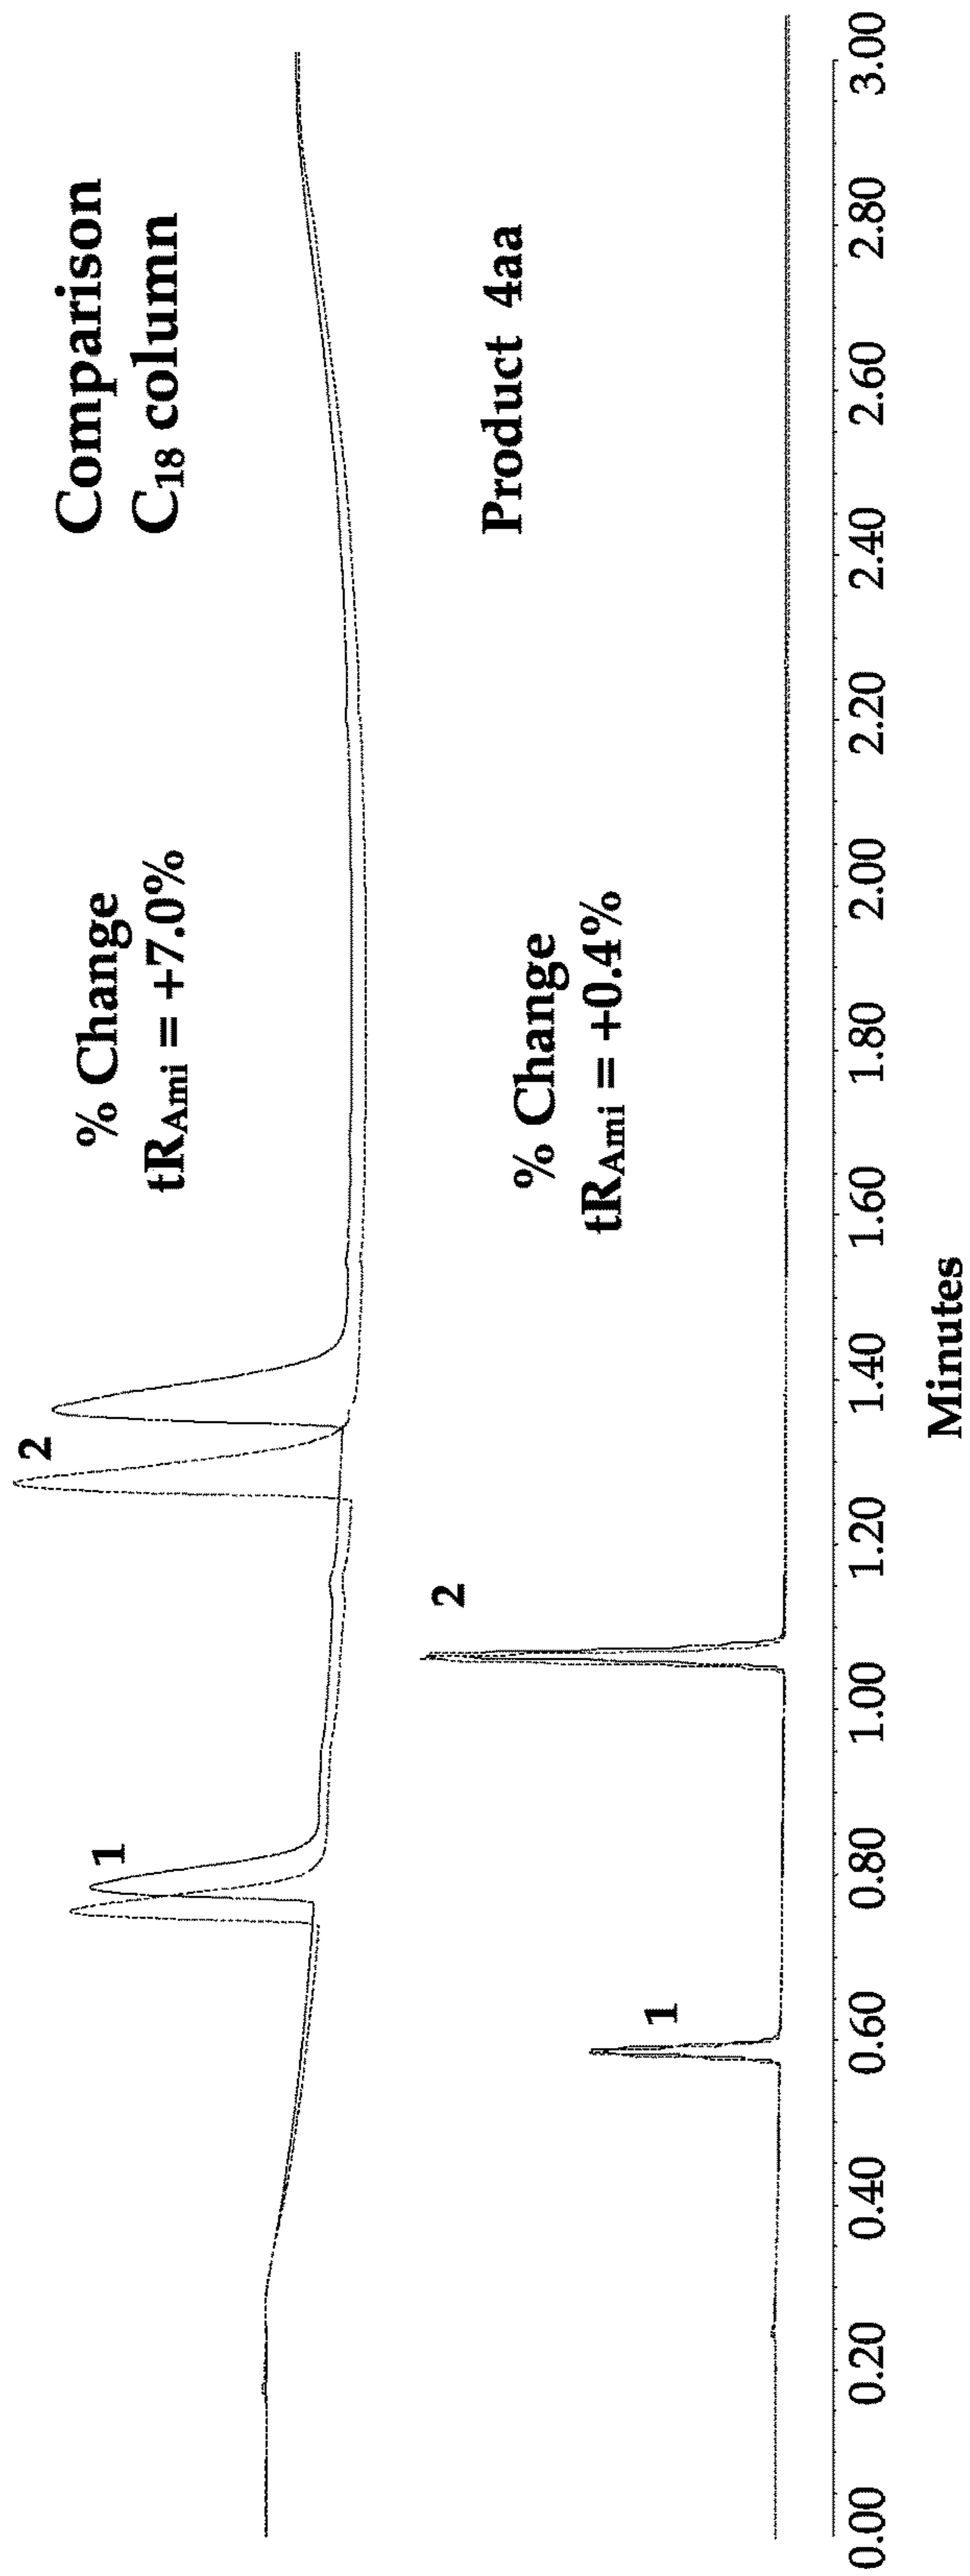 Comparison
C₁₈ column
% Change
tR_Ami = +7.0%
2
1
Product 4aa
% Change
tR_Ami = +0.4%
2
1
0.00 0.20 0.40 0.60 0.80 1.00 1.20 1.40 1.60 1.80 2.00 2.20 2.40 2.60 2.80 3.00
Minutes